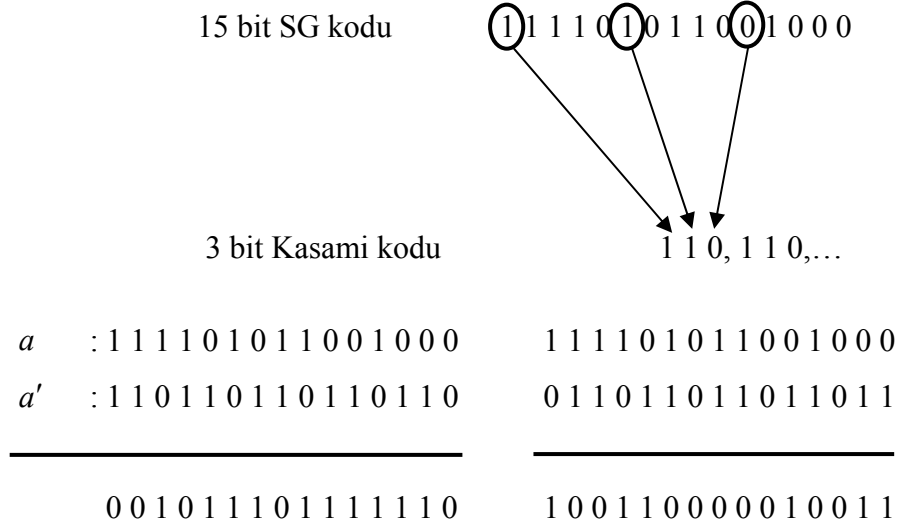 15 bit SG kodu 1 1 1 1 0 1 0 1 1 0 0 1 0 0 0
3 bit Kasami kodu 1 1 0, 1 1 0,…
a : 1 1 1 1 0 1 0 1 1 0 0 1 0 0 0 1 1 1 1 0 1 0 1 1 0 0 1 0 0 0
a′ : 1 1 0 1 1 0 1 1 0 1 1 0 1 1 0 0 1 1 0 1 1 0 1 1 0 1 1 0 1 1
0 0 1 0 1 1 1 0 1 1 1 1 1 1 0 1 0 0 1 1 0 0 0 0 0 1 0 0 1 1